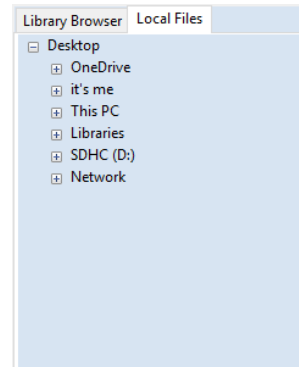 Library Browser Local Files
Desktop
OneDrive
it's me
This PC
Libraries
SDHC (D:)
Network